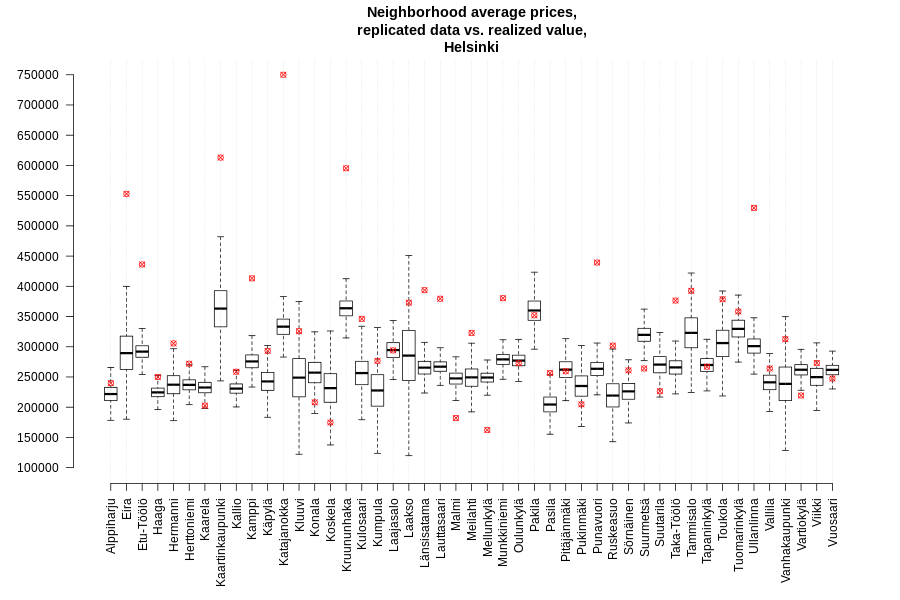 Neighborhood average prices,
replicated data vs. realized value,
Helsinki
750000
700000
650000
600000
550000
500000
450000
400000
350000
300000
250000
200000
150000
100000
Alppiharju
Eira
Etu-Töölö
Haaga
Hermanni
Herttoniemi
Kaarela
Kaartinkaupunki
Kallio
Kamppi
Käpylä
Katajanokka
Kluuvi
Konala
Koskela
Kruununhaka
Kulosaari
Kumpula
Laajasalo
Laakso
Länsisatama
Lauttasaari
Malmi
Meilahti
Mellunkylä
Munkkiniemi
Oulunkylä
Pakila
Pasila
Pitäjänmäki
Pukinmäki
Punavuori
Ruskeasuo
Sörnäinen
Suurmetsä
Suutarila
Taka-Töölö
Tammisalo
Tapaninkylä
Toukola
Tuomarinkylä
Ullanlinna
Vallila
Vanhakaupunki
Vartiokylä
Viikki
Vuosaari